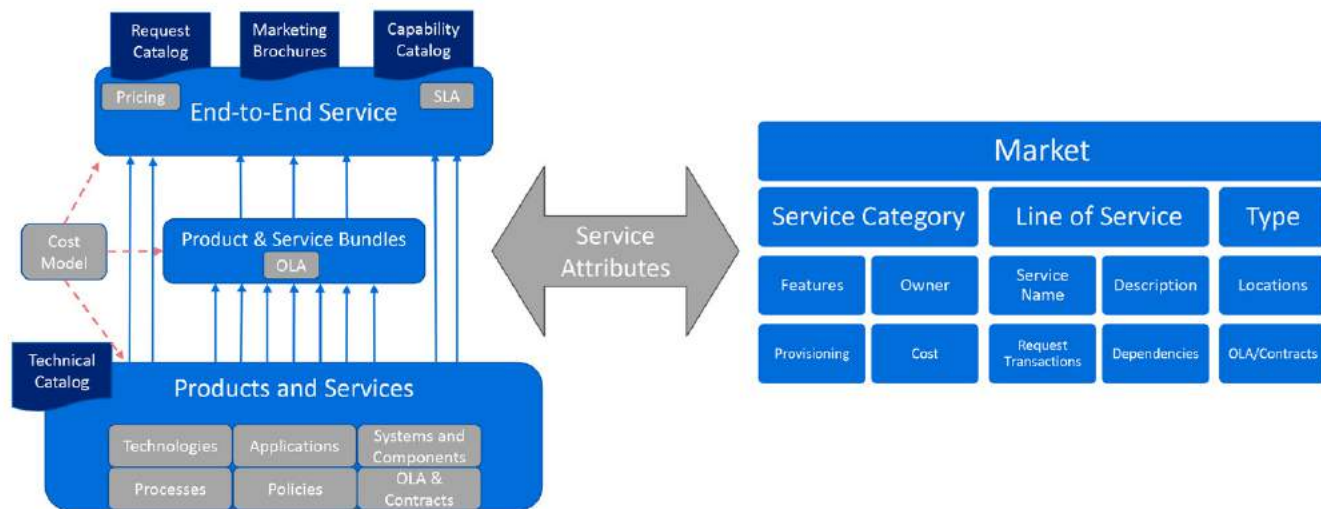 Request
Catalog
Marketing
Brochures
Capability
Catalog
Pricing
SLA
End-to-End Service
Cost
Model
Product & Service Bundles
OLA
Technical
Catalog
Products and Services
Technologies
Applications
Systems and
Components
Processes
Policies
OLA &
Contracts
Service
Attributes
Market
Service Category
Line of Service
Type
Features
Owner
Service
Name
Description
Locations
Provisioning
Cost
Request
Transactions
Dependencies
OLA/Contracts